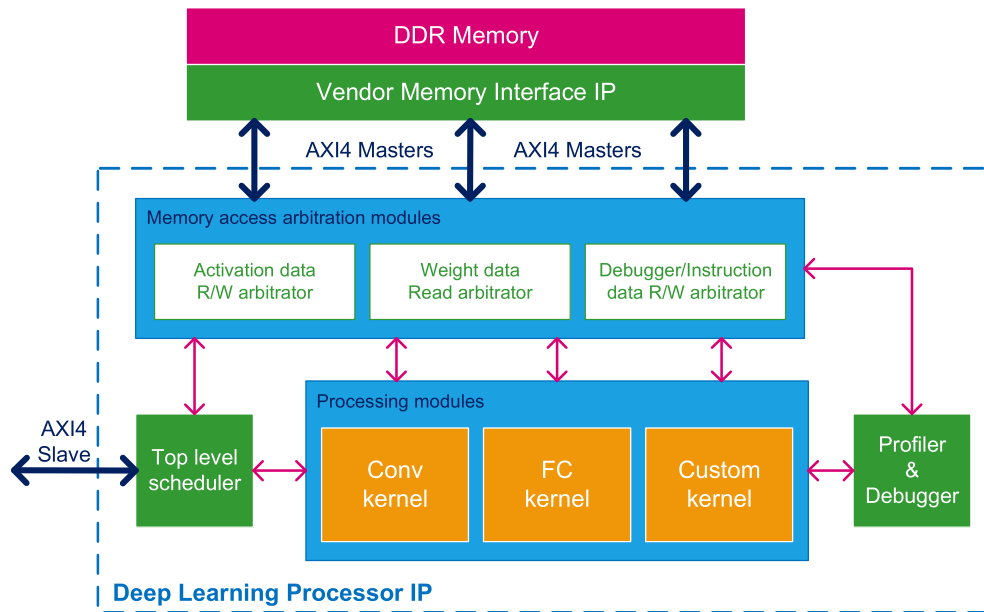 DDR Memory
Vendor Memory Interface IP
AXI4 Masters
AXI4 Masters
Memory access arbitration modules
Activation data
R/W arbitrator
Weight data
Read arbitrator
Debugger/Instruction
data R/W arbitrator
Processing modules
AXI4
Slave
Top level
scheduler
Conv
kernel
FC
kernel
Custom
kernel
Profiler
&
Debugger
Deep Learning Processor IP